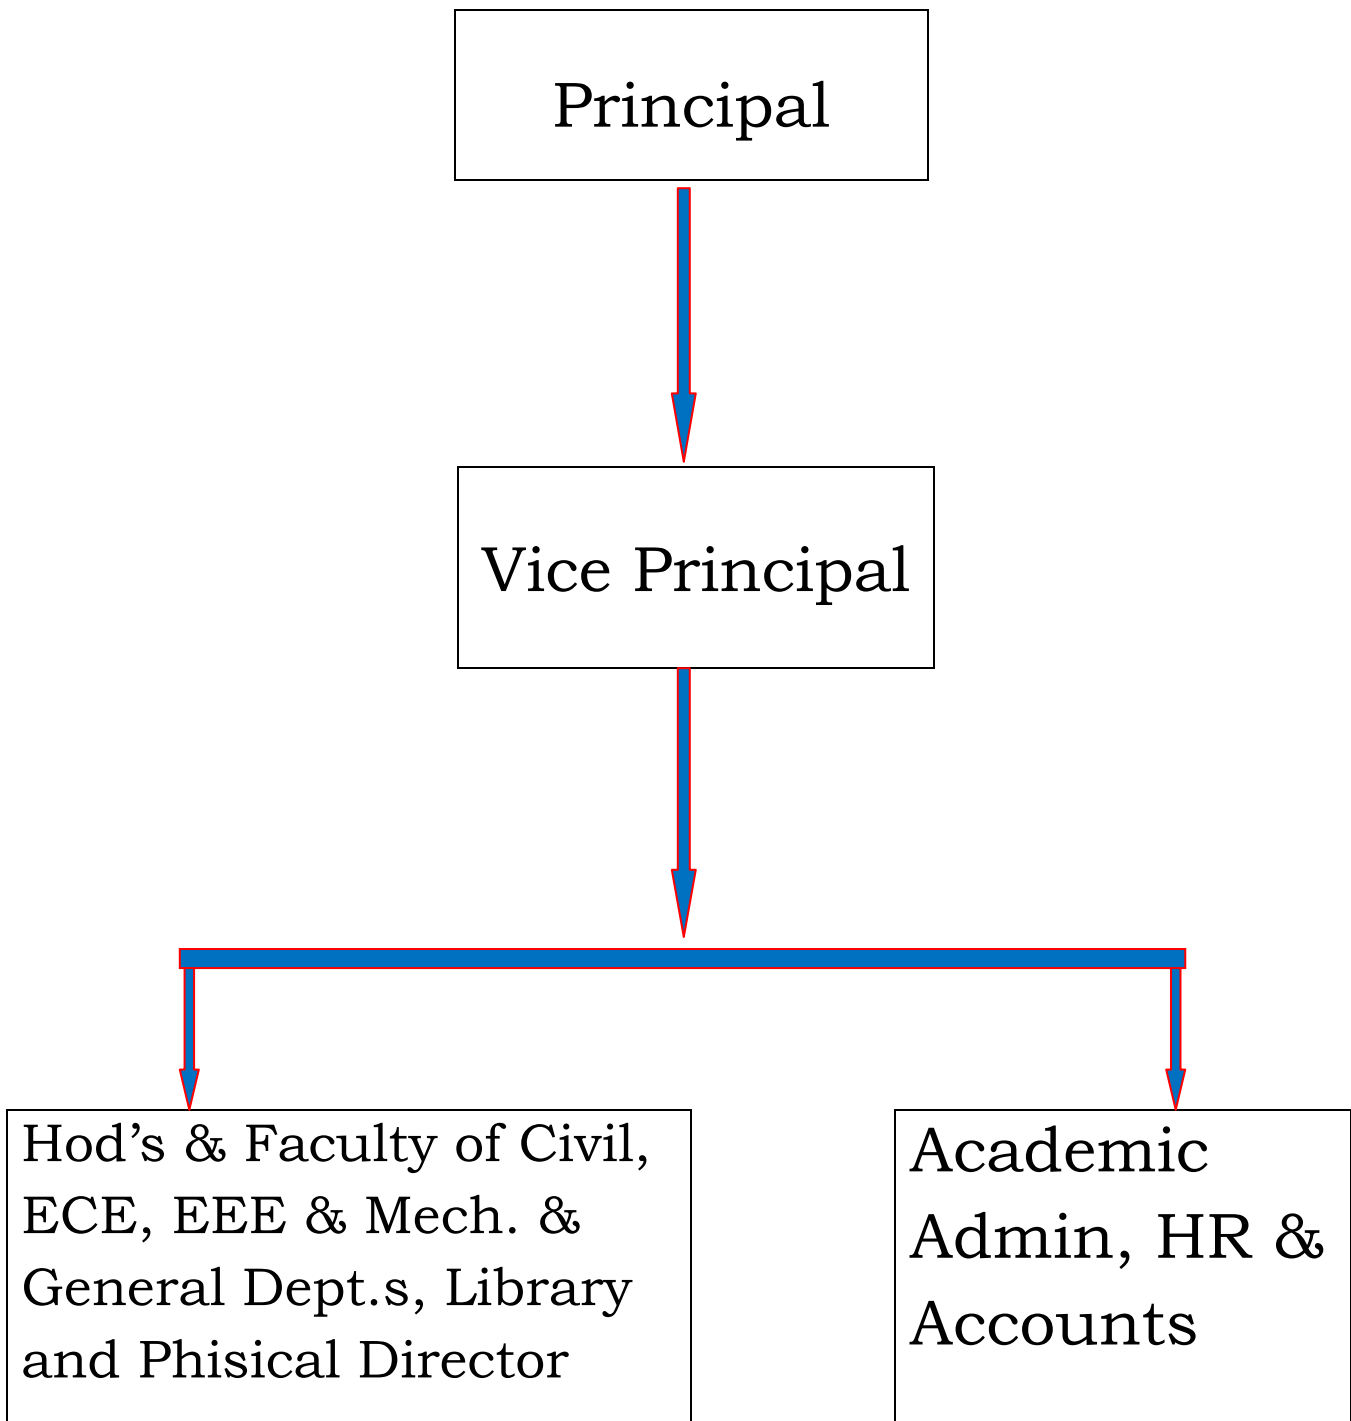 Principal
Vice Principal
Hod’s & Faculty of Civil,
ECE, EEE & Mech. &
General Dept.s, Library
and Phisical Director
Academic
Admin, HR &
Accounts